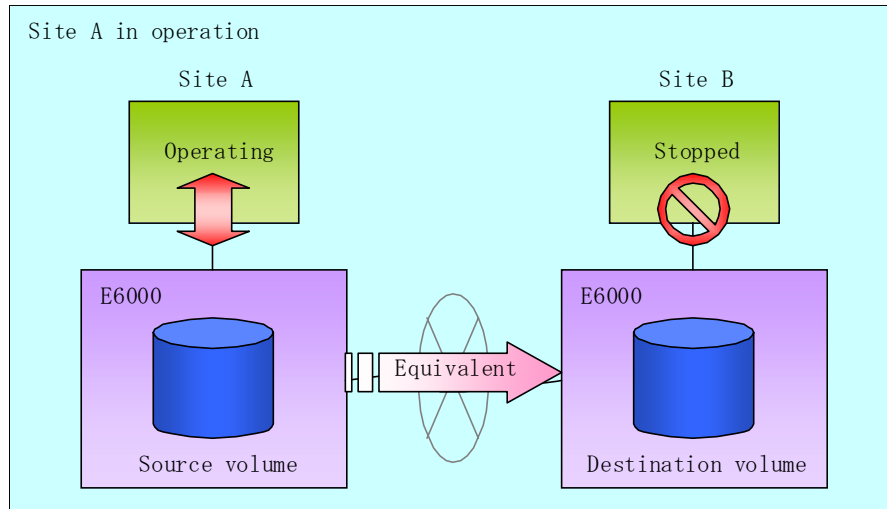 Site A in operation
Site A
Site B
Operating
Stopped
E6000
E6000
Equivalent
Source volume
Destination volume